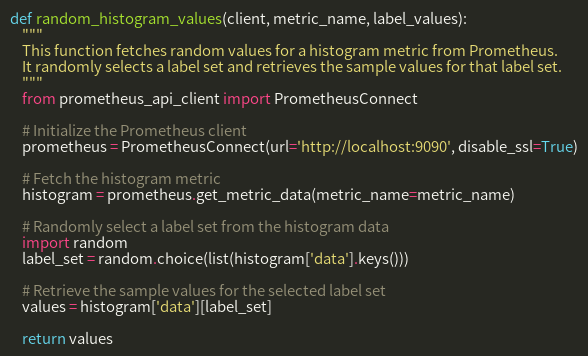 def random_histogram_values(client, metric_name, label_values):
    """
    This function fetches random values for a histogram metric from Prometheus.
    It randomly selects a label set and retrieves the sample values for that label set.
    """
    from prometheus_api_client import PrometheusConnect

    # Initialize the Prometheus client
    prometheus = PrometheusConnect(url='http://localhost:9090', disable_ssl=True)

    # Fetch the histogram metric
    histogram = prometheus.get_metric_data(metric_name=metric_name)

    # Randomly select a label set from the histogram data
    import random
    label_set = random.choice(list(histogram['data'].keys()))

    # Retrieve the sample values for the selected label set
    values = histogram['data'][label_set]

    return values